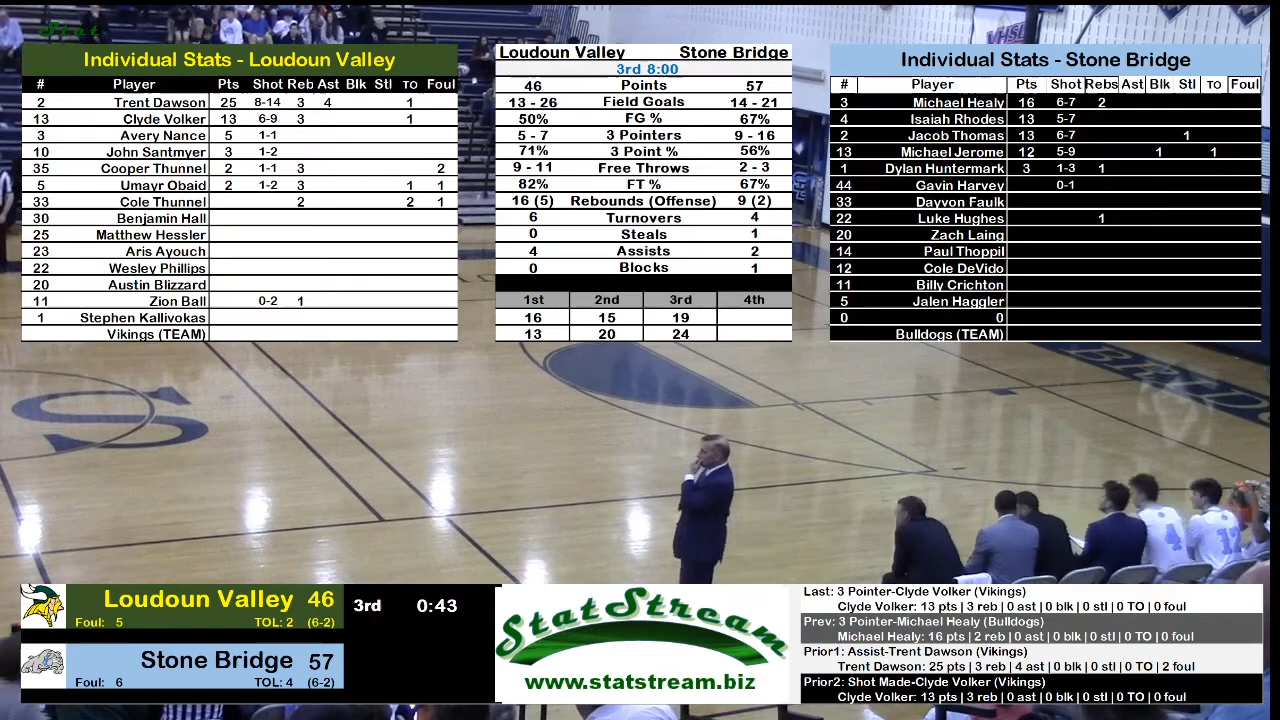 Stat
VHSL
Individual Stats - Loudoun Valley
# Player Pts Shot Reb Ast Blk Stl TO Foul
2 Trent Dawson 25 8-14 3 4 1
13 Clyde Volker 13 6-9 3 1
3 Avery Nance 5 1-1
10 John Santmyer 3 1-2
35 Cooper Thunnel 2 1-1 3 2
5 Umayr Obaid 2 1-2 3 1 1
33 Cole Thunnel 2 2 1
30 Benjamin Hall
25 Matthew Hessler
23 Aris Ayouch
22 Wesley Phillips
20 Austin Blizzard
11 Zion Ball 0-2 1
1 Stephen Kallivokas
Vikings (TEAM)
Loudoun Valley Stone Bridge
3rd 8:00
46 Points 57
13 - 26 Field Goals 14 - 21
50% FG % 67%
5 - 7 3 Pointers 9 - 16
71% 3 Point % 56%
9 - 11 Free Throws 2 - 3
82% FT % 67%
16 (5) Rebounds (Offense) 9 (2)
6 Turnovers 4
0 Steals 1
4 Assists 2
0 Blocks 1
1st 2nd 3rd 4th
16 15 19
13 20 24
Individual Stats - Stone Bridge
# Player Pts Shot Rebs Ast Blk Stl TO Foul
3 Michael Healy 16 6-7 2
4 Isaiah Rhodes 13 5-7
2 Jacob Thomas 13 6-7 1
13 Michael Jerome 12 5-9 1 1
1 Dylan Huntermark 3 1-3 1
44 Gavin Harvey 0-1
33 Dayvon Faulk
22 Luke Hughes 1
20 Zach Laing
14 Paul Thoppil
12 Cole DeVido
11 Billy Crichton
5 Jalen Haggler
0 0
Bulldogs (TEAM)
S
BRIDG
4
Loudoun Valley 46
Foul: 5 TOL: 2 (6-2)
3rd 0:43
Stone Bridge 57
Foul: 6 TOL: 4 (6-2)
StatStream
www.statstream.biz
Last: 3 Pointer-Clyde Volker (Vikings)
Clyde Volker: 13 pts | 3 reb | 0 ast | 0 blk | 0 stl | 0 TO | 0 foul
Prev: 3 Pointer-Michael Healy (Bulldogs)
Michael Healy: 16 pts | 2 reb | 0 ast | 0 blk | 0 stl | 0 TO | 0 foul
Prior1: Assist-Trent Dawson (Vikings)
Trent Dawson: 25 pts | 3 reb | 4 ast | 0 blk | 0 stl | 0 TO | 2 foul
Prior2: Shot Made-Clyde Volker (Vikings)
Clyde Volker: 13 pts | 3 reb | 0 ast | 0 blk | 0 stl | 0 TO | 0 foul